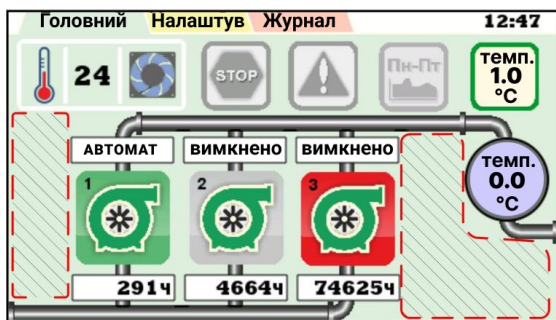 Головний Налаштув Журнал 12:47
24 STOP Пн-Пт темп. 1.0 °C
АВТОМАТ ВИМКНЕНО ВИМКНЕНО
темп. 0.0 °C
1 2 3
291Ч 4664Ч 74625Ч